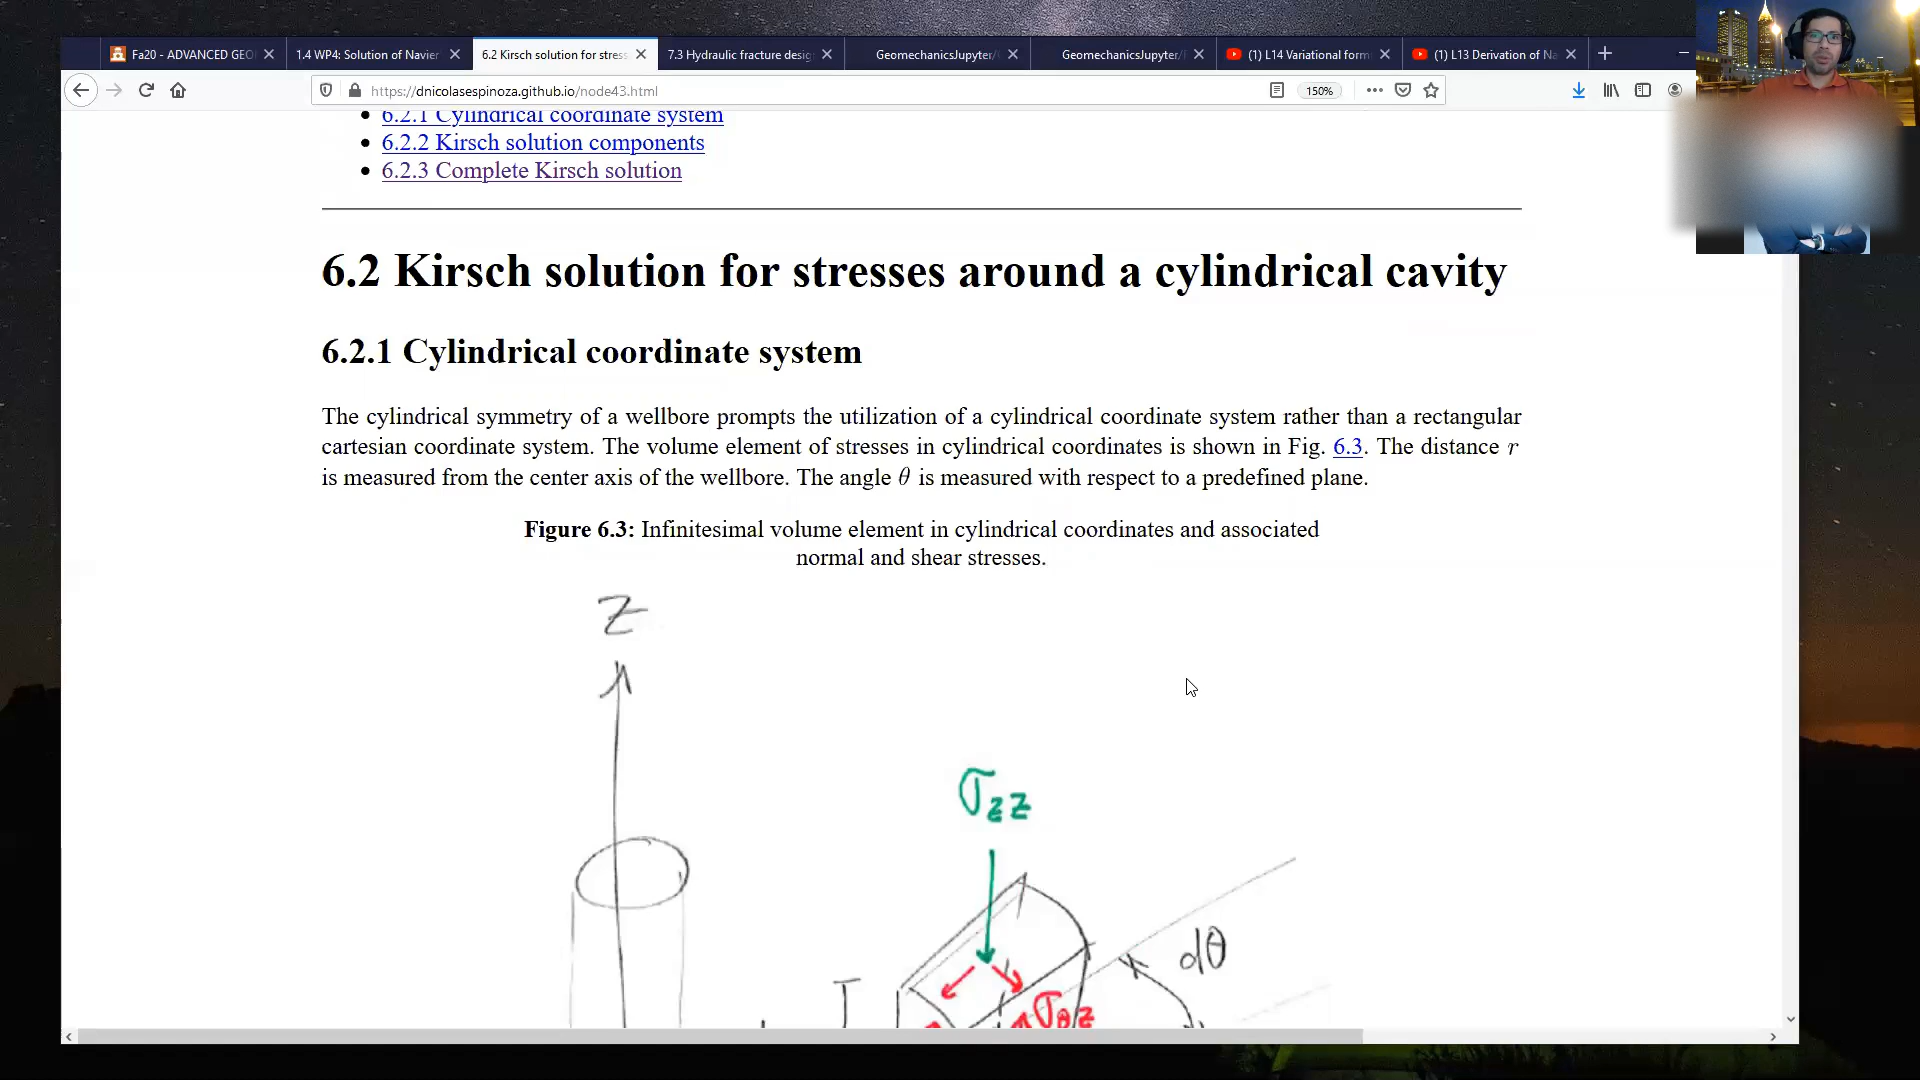 Fa20 - ADVANCED GEO
1.4 WP4: Solution of Navier
6.2 Kirsch solution for stress
7.3 Hydraulic fracture desig
GeomechanicsJupyter/
GeomechanicsJupyter/
(1) L14 Variational form
(1) L13 Derivation of Na
https://dnicolasespinoza.github.io/node43.html
150%
6.2.1 Cylindrical coordinate system
6.2.2 Kirsch solution components
6.2.3 Complete Kirsch solution
6.2 Kirsch solution for stresses around a cylindrical cavity
6.2.1 Cylindrical coordinate system
The cylindrical symmetry of a wellbore prompts the utilization of a cylindrical coordinate system rather than a rectangular
cartesian coordinate system. The volume element of stresses in cylindrical coordinates is shown in Fig. 6.3. The distance r
is measured from the center axis of the wellbore. The angle θ is measured with respect to a predefined plane.
Figure 6.3: Infinitesimal volume element in cylindrical coordinates and associated
normal and shear stresses.
z
σzz
dθ
σθz